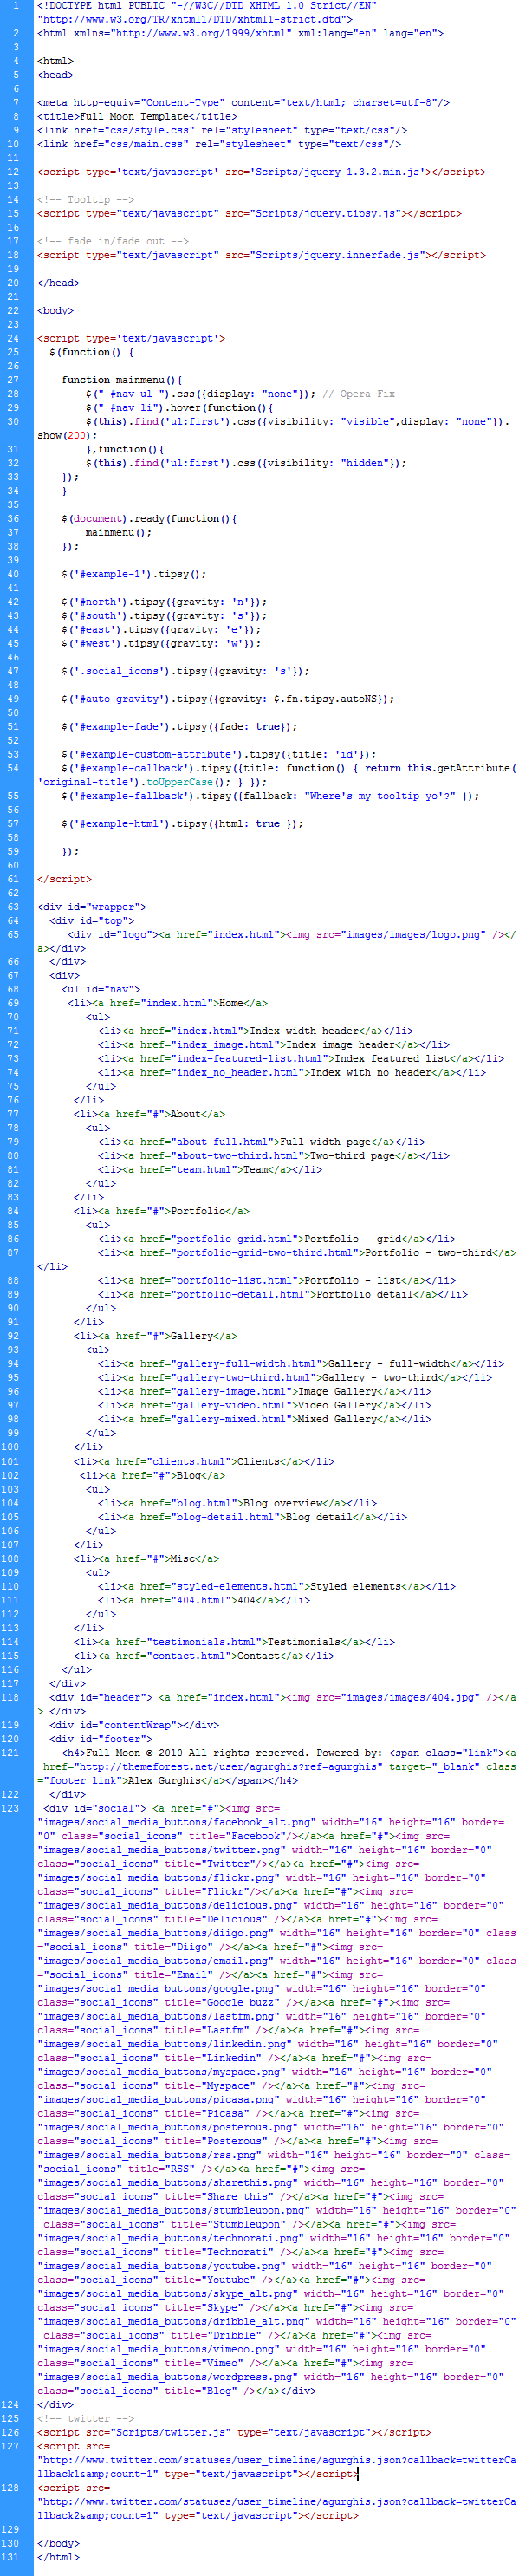 1 <!DOCTYPE html PUBLIC "-//W3C//DTD XHTML 1.0 Strict//EN"
"http://www.w3.org/TR/xhtml1/DTD/xhtml1-strict.dtd">
2 <html xmlns="http://www.w3.org/1999/xhtml" xml:lang="en" lang="en">
3
4 <html>
5 <head>
6
7 <meta http-equiv="Content-Type" content="text/html; charset=utf-8"/>
8 <title>Full Moon Template</title>
9 <link href="css/style.css" rel="stylesheet" type="text/css"/>
10 <link href="css/main.css" rel="stylesheet" type="text/css"/>
11
12 <script type='text/javascript' src='Scripts/jquery-1.3.2.min.js'></script>
13
14 <!-- Tooltip -->
15 <script type="text/javascript" src="Scripts/jquery.tipsy.js"></script>
16
17 <!-- fade in/fade out -->
18 <script type="text/javascript" src="Scripts/jquery.innerfade.js"></script>
19
20 </head>
21
22 <body>
23
24 <script type='text/javascript'>
25 $(function() {
26
27 function mainmenu(){
28 $(" #nav ul ").css({display: "none"}); // Opera Fix
29 $(" #nav li").hover(function(){
30 $(this).find('ul:first').css({visibility: "visible",display: "none"}).
show(200);
31 },function(){
32 $(this).find('ul:first').css({visibility: "hidden"});
33 });
34 }
35
36 $(document).ready(function(){
37 mainmenu();
38 });
39
40 $('#example-1').tipsy();
41
42 $('#north').tipsy({gravity: 'n'});
43 $('#south').tipsy({gravity: 's'});
44 $('#east').tipsy({gravity: 'e'});
45 $('#west').tipsy({gravity: 'w'});
46
47 $('.social_icons').tipsy({gravity: 's'});
48
49 $('#auto-gravity').tipsy({gravity: $.fn.tipsy.autoNS});
50
51 $('#example-fade').tipsy({fade: true});
52
53 $('#example-custom-attribute').tipsy({title: 'id'});
54 $('#example-callback').tipsy({title: function() { return this.getAttribute(
'original-title').toUpperCase(); } });
55 $('#example-fallback').tipsy({fallback: "Where's my tooltip yo'?" });
56
57 $('#example-html').tipsy({html: true });
58
59 });
60
61 </script>
62
63 <div id="wrapper">
64 <div id="top">
65 <div id="logo"><a href="index.html"><img src="images/images/logo.png" /></
a></div>
66 </div>
67 <div>
68 <ul id="nav">
69 <li><a href="index.html">Home</a>
70 <ul>
71 <li><a href="index.html">Index width header</a></li>
72 <li><a href="index_image.html">Index image header</a></li>
73 <li><a href="index-featured-list.html">Index featured list</a></li>
74 <li><a href="index_no_header.html">Index with no header</a></li>
75 </ul>
76 </li>
77 <li><a href="#">About</a>
78 <ul>
79 <li><a href="about-full.html">Full-width page</a></li>
80 <li><a href="about-two-third.html">Two-third page</a></li>
81 <li><a href="team.html">Team</a></li>
82 </ul>
83 </li>
84 <li><a href="#">Portfolio</a>
85 <ul>
86 <li><a href="portfolio-grid.html">Portfolio - grid</a></li>
87 <li><a href="portfolio-grid-two-third.html">Portfolio - two-third</a>
</li>
88 <li><a href="portfolio-list.html">Portfolio - list</a></li>
89 <li><a href="portfolio-detail.html">Portfolio detail</a></li>
90 </ul>
91 </li>
92 <li><a href="#">Gallery</a>
93 <ul>
94 <li><a href="gallery-full-width.html">Gallery - full-width</a></li>
95 <li><a href="gallery-two-third.html">Gallery - two-third</a></li>
96 <li><a href="gallery-image.html">Image Gallery</a></li>
97 <li><a href="gallery-video.html">Video Gallery</a></li>
98 <li><a href="gallery-mixed.html">Mixed Gallery</a></li>
99 </ul>
100 </li>
101 <li><a href="clients.html">Clients</a></li>
102 <li><a href="#">Blog</a>
103 <ul>
104 <li><a href="blog.html">Blog overview</a></li>
105 <li><a href="blog-detail.html">Blog detail</a></li>
106 </ul>
107 </li>
108 <li><a href="#">Misc</a>
109 <ul>
110 <li><a href="styled-elements.html">Styled elements</a></li>
111 <li><a href="404.html">404</a></li>
112 </ul>
113 </li>
114 <li><a href="testimonials.html">Testimonials</a></li>
115 <li><a href="contact.html">Contact</a></li>
116 </ul>
117 </div>
118 <div id="header"> <a href="index.html"><img src="images/images/404.jpg" /></a
> </div>
119 <div id="contentWrap"></div>
120 <div id="footer">
121 <h4>Full Moon © 2010 All rights reserved. Powered by: <span class="link"><a
href="http://themeforest.net/user/agurghis?ref=agurghis" target="_blank" class
="footer_link">Alex Gurghis</a></span></h4>
122 </div>
123 <div id="social"> <a href="#"><img src=
"images/social_media_buttons/facebook_alt.png" width="16" height="16" border=
"0" class="social_icons" title="Facebook"/></a><a href="#"><img src=
"images/social_media_buttons/twitter.png" width="16" height="16" border="0"
class="social_icons" title="Twitter"/></a><a href="#"><img src=
"images/social_media_buttons/flickr.png" width="16" height="16" border="0"
class="social_icons" title="Flickr"/></a><a href="#"><img src=
"images/social_media_buttons/delicious.png" width="16" height="16" border="0"
class="social_icons" title="Delicious" /></a><a href="#"><img src=
"images/social_media_buttons/diigo.png" width="16" height="16" border="0" class
="social_icons" title="Diigo" /></a><a href="#"><img src=
"images/social_media_buttons/email.png" width="16" height="16" border="0"
class="social_icons" title="Email" /></a><a href="#"><img src=
"images/social_media_buttons/google.png" width="16" height="16" border="0"
class="social_icons" title="Google buzz" /></a><a href="#"><img src=
"images/social_media_buttons/lastfm.png" width="16" height="16" border="0"
class="social_icons" title="Lastfm" /></a><a href="#"><img src=
"images/social_media_buttons/linkedin.png" width="16" height="16" border="0"
class="social_icons" title="Linkedin" /></a><a href="#"><img src=
"images/social_media_buttons/myspace.png" width="16" height="16" border="0"
class="social_icons" title="Myspace" /></a><a href="#"><img src=
"images/social_media_buttons/picasa.png" width="16" height="16" border="0"
class="social_icons" title="Picasa" /></a><a href="#"><img src=
"images/social_media_buttons/posterous.png" width="16" height="16" border="0"
class="social_icons" title="Posterous" /></a><a href="#"><img src=
"images/social_media_buttons/rss.png" width="16" height="16" border="0" class=
"social_icons" title="RSS" /></a><a href="#"><img src=
"images/social_media_buttons/sharethis.png" width="16" height="16" border="0"
class="social_icons" title="Share this" /></a><a href="#"><img src=
"images/social_media_buttons/stumbleupon.png" width="16" height="16" border="0"
class="social_icons" title="Stumbleupon" /></a><a href="#"><img src=
"images/social_media_buttons/technorati.png" width="16" height="16" border="0"
class="social_icons" title="Technorati" /></a><a href="#"><img src=
"images/social_media_buttons/youtube.png" width="16" height="16" border="0"
class="social_icons" title="Youtube" /></a><a href="#"><img src=
"images/social_media_buttons/skype_alt.png" width="16" height="16" border="0"
class="social_icons" title="Skype" /></a><a href="#"><img src=
"images/social_media_buttons/dribble_alt.png" width="16" height="16" border="0"
class="social_icons" title="Dribble" /></a><a href="#"><img src=
"images/social_media_buttons/vimeoo.png" width="16" height="16" border="0"
class="social_icons" title="Vimeo" /></a><a href="#"><img src=
"images/social_media_buttons/wordpress.png" width="16" height="16" border="0"
class="social_icons" title="Blog" /></a></div>
124 </div>
125 <!-- twitter -->
126 <script src="Scripts/twitter.js" type="text/javascript"></script>
127 <script src=
"http://www.twitter.com/statuses/user_timeline/agurghis.json?callback=twitterCa
llback1&amp;count=1" type="text/javascript"></script>
128 <script src=
"http://www.twitter.com/statuses/user_timeline/agurghis.json?callback=twitterCa
llback2&amp;count=1" type="text/javascript"></script>
129
130 </body>
131 </html>